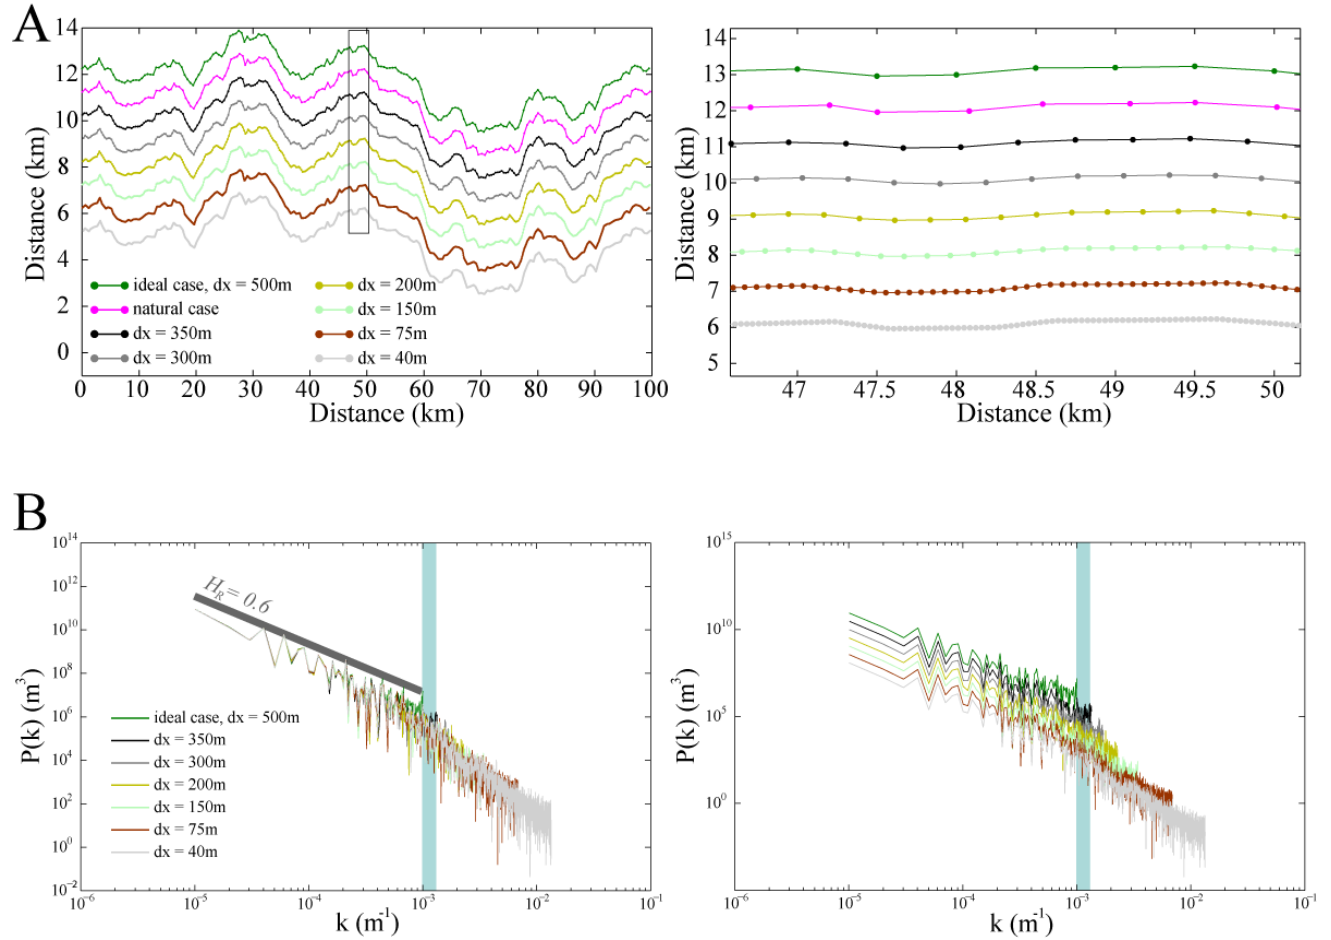 A
14
12
10
8
6
4
2
0
Distance (km)
ideal case, dx = 500m
natural case
dx = 350m
dx = 300m
dx = 200m
dx = 150m
dx = 75m
dx = 40m
0 10 20 30 40 50 60 70 80 90 100
Distance (km)
14
13
12
11
10
9
8
7
6
5
Distance (km)
47 47.5 48 48.5 49 49.5 50
Distance (km)
B
10^14
10^12
10^10
10^8
10^6
10^4
10^2
10^0
10^-2
P(k) (m^3)
H_R = 0.6
ideal case, dx = 500m
dx = 350m
dx = 300m
dx = 200m
dx = 150m
dx = 75m
dx = 40m
10^-6 10^-5 10^-4 10^-3 10^-2 10^-1
k (m^-1)
10^15
10^10
10^5
10^0
P(k) (m^3)
10^-6 10^-5 10^-4 10^-3 10^-2 10^-1
k (m^-1)